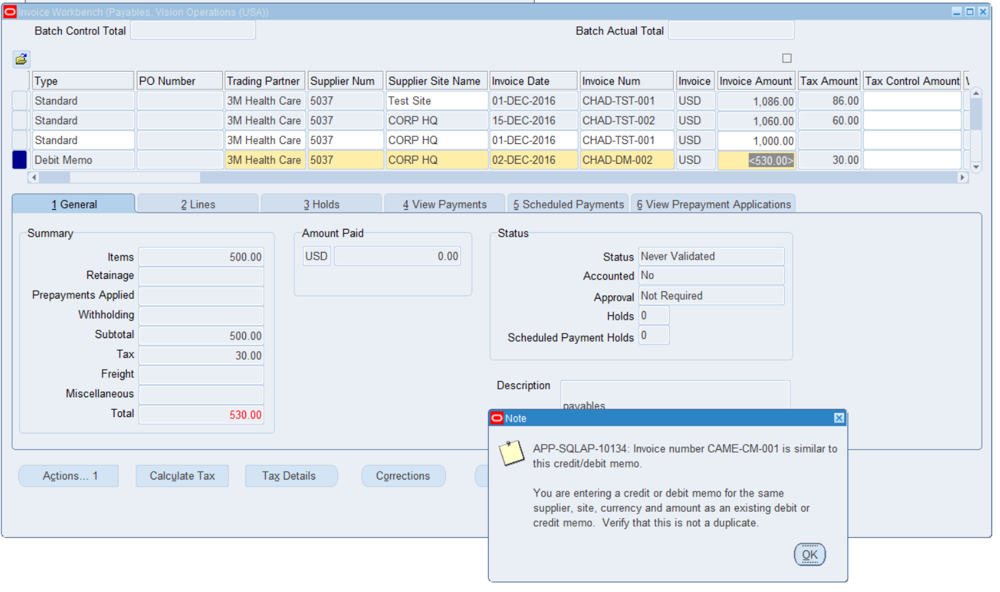 Invoice Workbench (Payables, Vision Operations (USA))
Batch Control Total
Batch Actual Total
Type PO Number Trading Partner Supplier Num Supplier Site Name Invoice Date Invoice Num Invoice Invoice Amount Tax Amount Tax Control Amount
Standard 3M Health Care 5037 Test Site 01-DEC-2016 CHAD-TST-001 USD 1,086.00 86.00
Standard 3M Health Care 5037 CORP HQ 15-DEC-2016 CHAD-TST-002 USD 1,060.00 60.00
Standard 3M Health Care 5037 CORP HQ 01-DEC-2016 CHAD-TST-001 USD 1,000.00
Debit Memo 3M Health Care 5037 CORP HQ 02-DEC-2016 CHAD-DM-002 USD <530.00> 30.00
1 General 2 Lines 3 Holds 4 View Payments 5 Scheduled Payments 6 View Prepayment Applications
Summary
Items 500.00
Retainage
Prepayments Applied
Withholding
Subtotal 500.00
Tax 30.00
Freight
Miscellaneous
Total 530.00
Amount Paid
USD 0.00
Status
Status Never Validated
Accounted No
Approval Not Required
Holds 0
Scheduled Payment Holds 0
Description
payables
Actions... 1 Calculate Tax Tax Details Corrections
Note
APP-SQLAP-10134: Invoice number CAME-CM-001 is similar to
this credit/debit memo.
You are entering a credit or debit memo for the same
supplier, site, currency and amount as an existing debit or
credit memo. Verify that this is not a duplicate.
OK